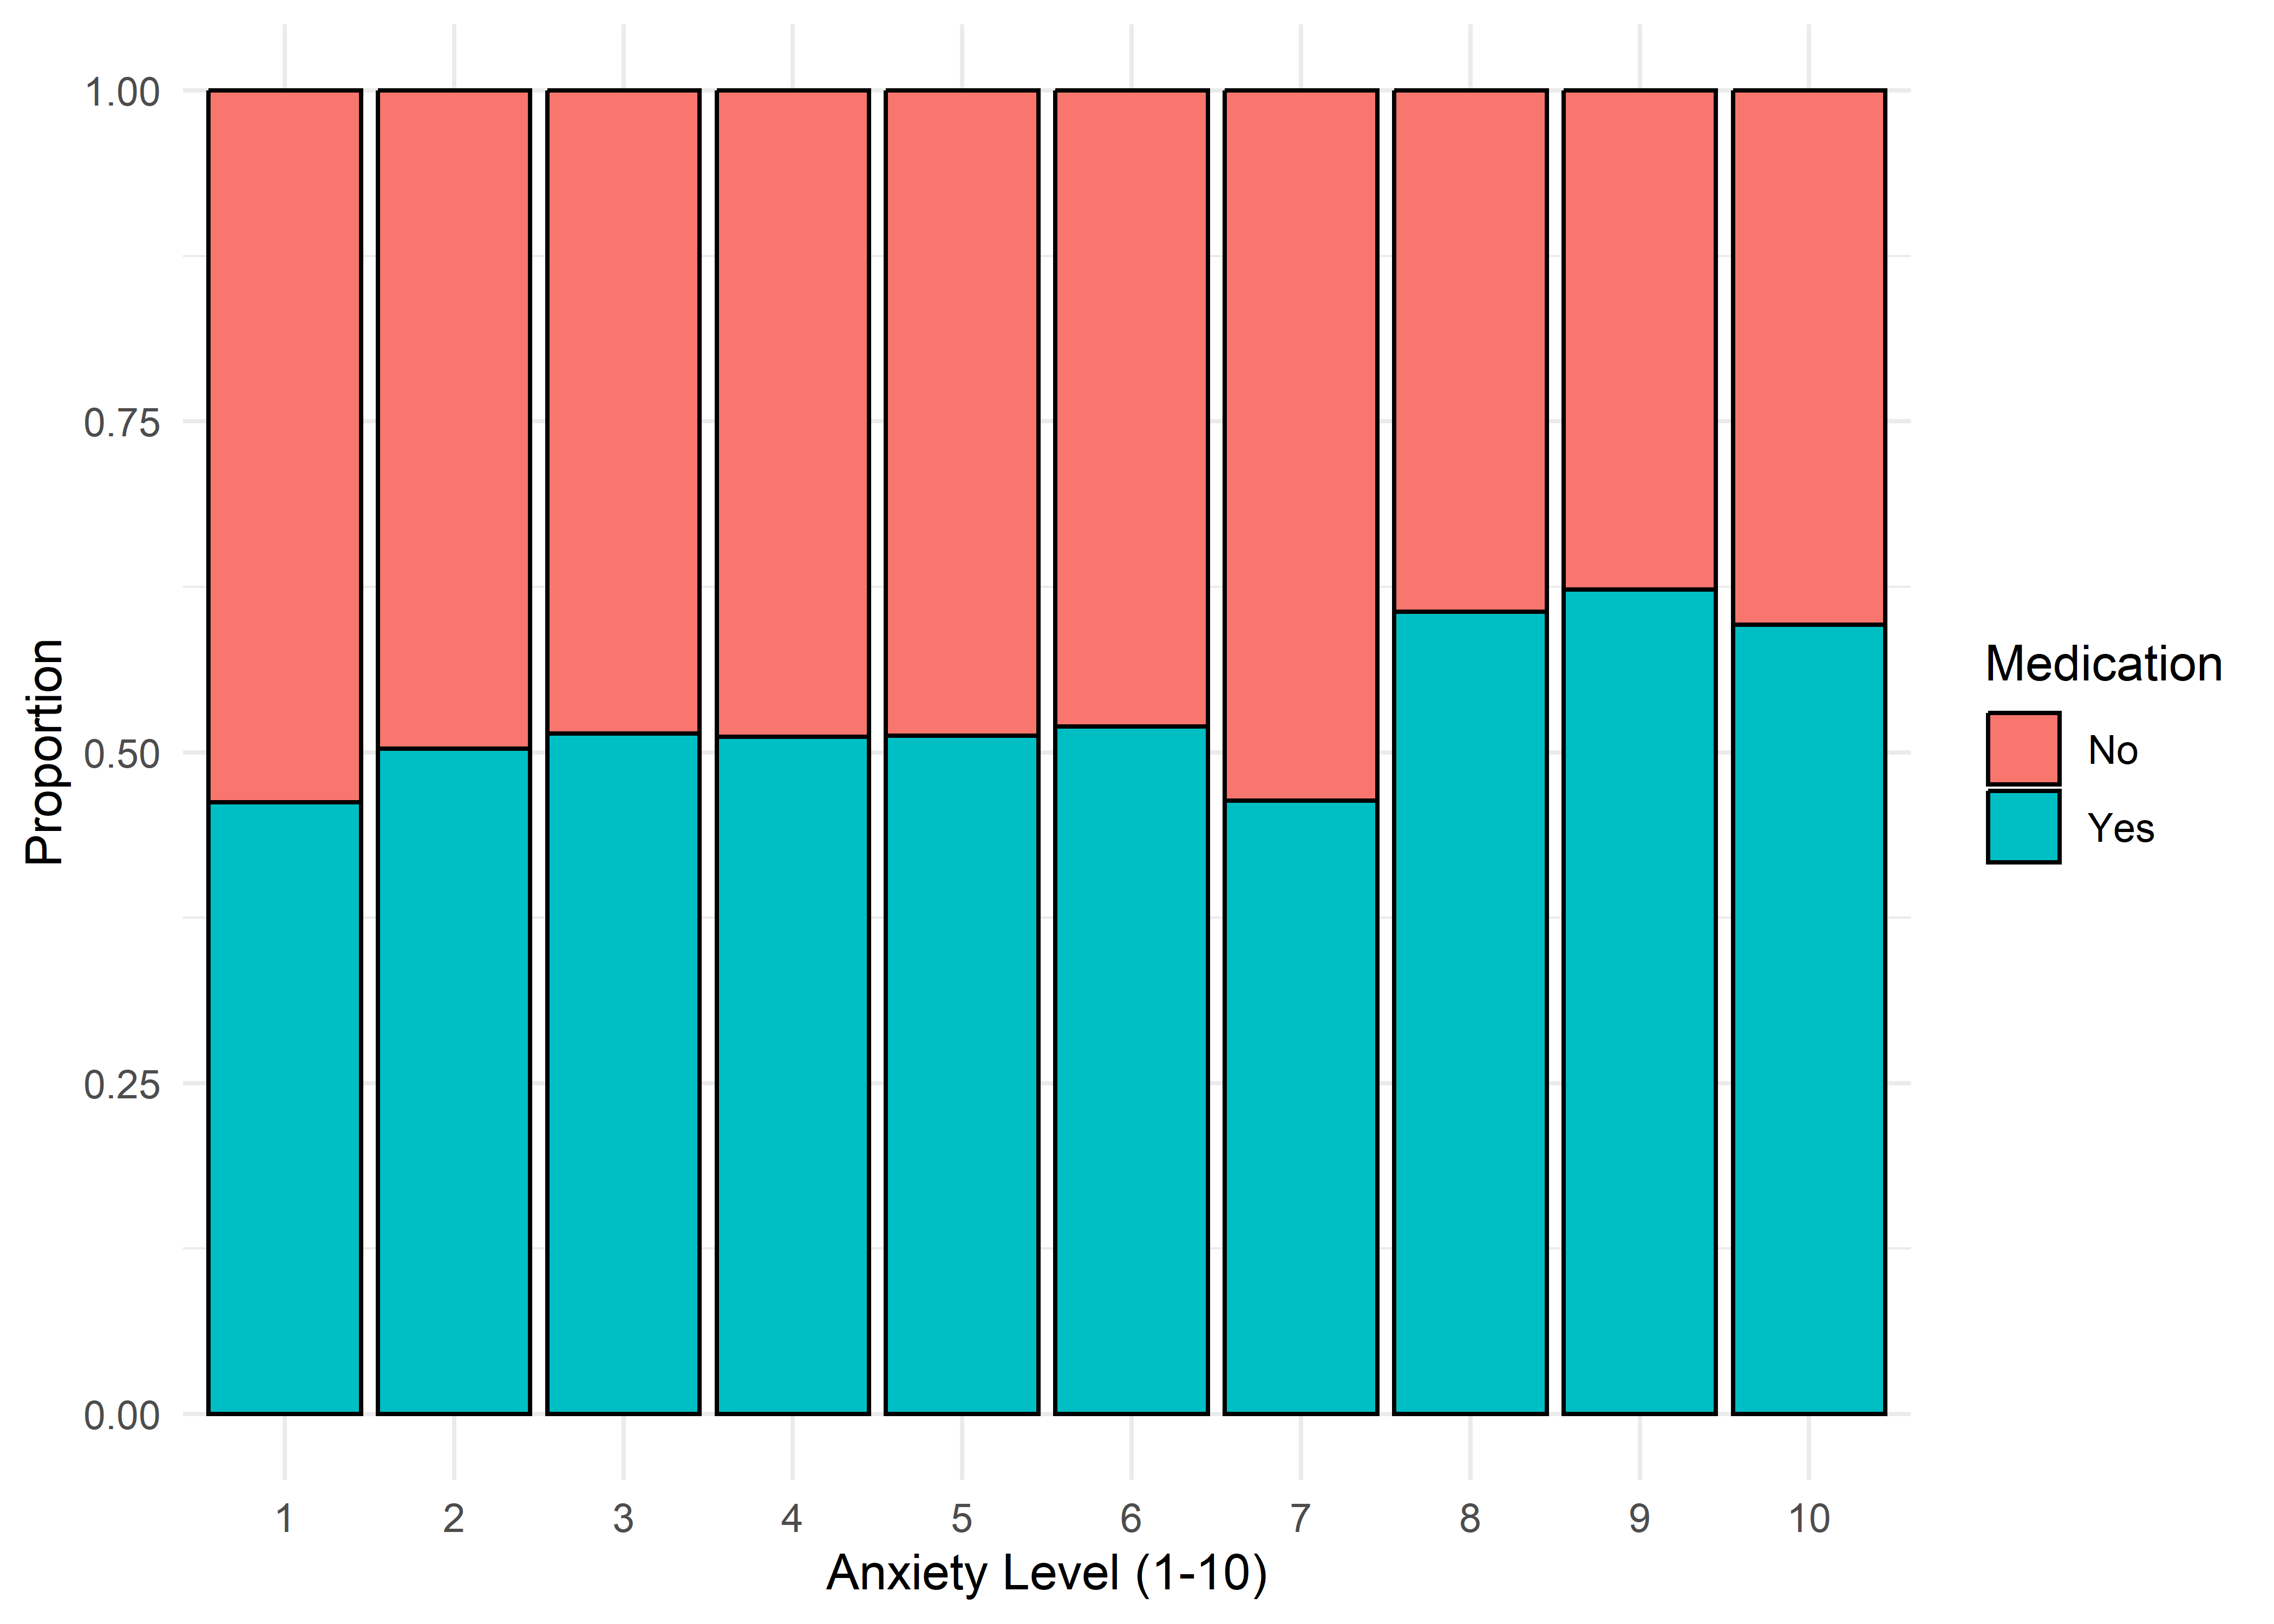 1.00
0.75
0.50
0.25
0.00
Proportion
1 2 3 4 5 6 7 8 9 10
Anxiety Level (1-10)
Medication
No
Yes